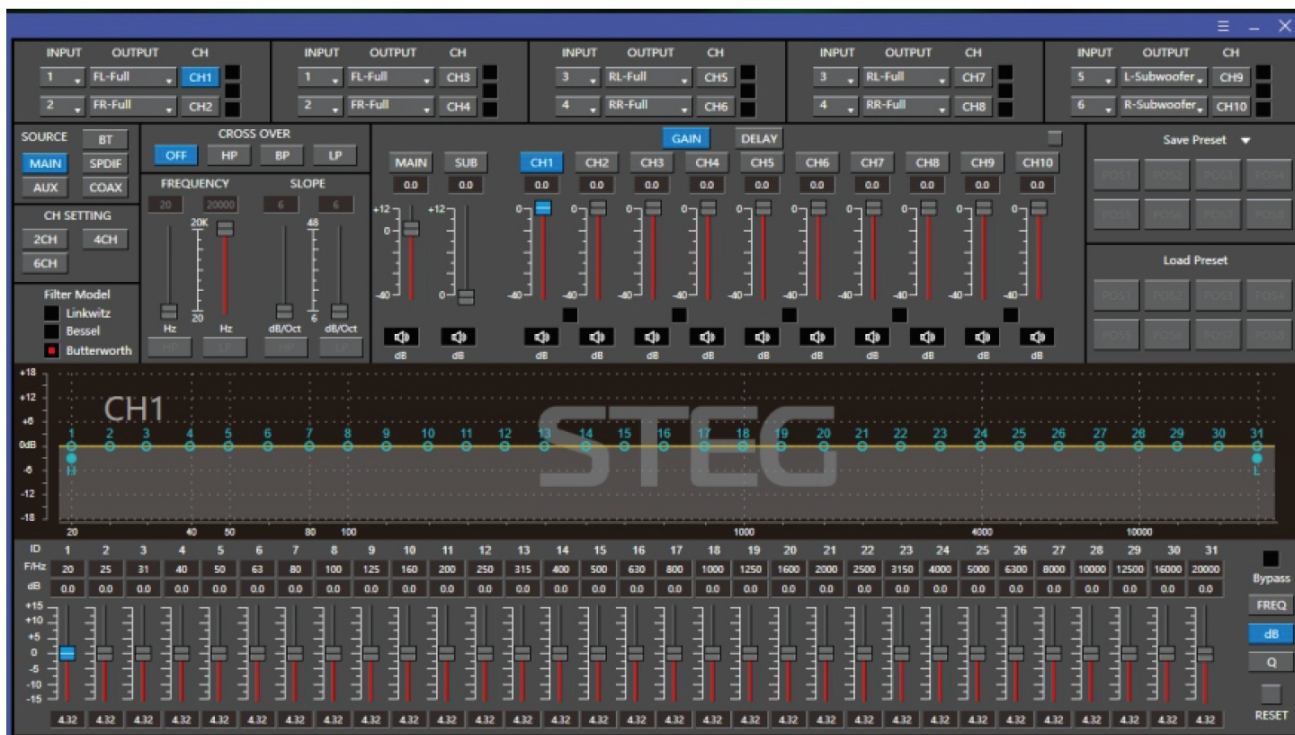 INPUT OUTPUT CH INPUT OUTPUT CH INPUT OUTPUT CH INPUT OUTPUT CH INPUT OUTPUT CH
1 FL-Full CH1 1 FL-Full CH3 3 RL-Full CH5 3 RL-Full CH7 5 L-Subwoofer CH9
2 FR-Full CH2 2 FR-Full CH4 4 RR-Full CH6 4 RR-Full CH8 6 R-Subwoofer CH10
SOURCE BT
MAIN SPDIF
AUX COAX
CH SETTING
2CH 4CH
6CH
Filter Model
Linkwitz
Bessel
Butterworth
CROSS OVER
OFF HP BP LP
FREQUENCY SLOPE
20 20000 6 6
20K 48
20 6
Hz Hz dB/Oct dB/Oct
HP LP HP LP
GAIN DELAY
MAIN SUB CH1 CH2 CH3 CH4 CH5 CH6 CH7 CH8 CH9 CH10
0.0 0.0 0.0 0.0 0.0 0.0 0.0 0.0 0.0 0.0 0.0 0.0
+12 +12 0 0 0 0 0 0 0 0 0 0
0
-40 0 -40 -40 -40 -40 -40 -40 -40 -40 -40 -40
dB dB dB dB dB dB dB dB dB dB dB dB
Save Preset
POS1 POS2 POS3 POS4
POS5 POS6 POS7 POS8
Load Preset
POS1 POS2 POS3 POS4
POS5 POS6 POS7 POS8
+18
+12
+6
0dB
-6
-12
-18
CH1
STEG
1 2 3 4 5 6 7 8 9 10 11 12 13 14 15 16 17 18 19 20 21 22 23 24 25 26 27 28 29 30 31
H L
20 40 50 80 100 1000 4000 10000
ID 1 2 3 4 5 6 7 8 9 10 11 12 13 14 15 16 17 18 19 20 21 22 23 24 25 26 27 28 29 30 31
F/Hz 20 25 31 40 50 63 80 100 125 160 200 250 315 400 500 630 800 1000 1250 1600 2000 2500 3150 4000 5000 6300 8000 10000 12500 16000 20000
dB 0.0 0.0 0.0 0.0 0.0 0.0 0.0 0.0 0.0 0.0 0.0 0.0 0.0 0.0 0.0 0.0 0.0 0.0 0.0 0.0 0.0 0.0 0.0 0.0 0.0 0.0 0.0 0.0 0.0 0.0 0.0
+15
+10
+5
0
-5
-10
-15
4.32 4.32 4.32 4.32 4.32 4.32 4.32 4.32 4.32 4.32 4.32 4.32 4.32 4.32 4.32 4.32 4.32 4.32 4.32 4.32 4.32 4.32 4.32 4.32 4.32 4.32 4.32 4.32 4.32 4.32 4.32
Bypass
FREQ
dB
Q
RESET